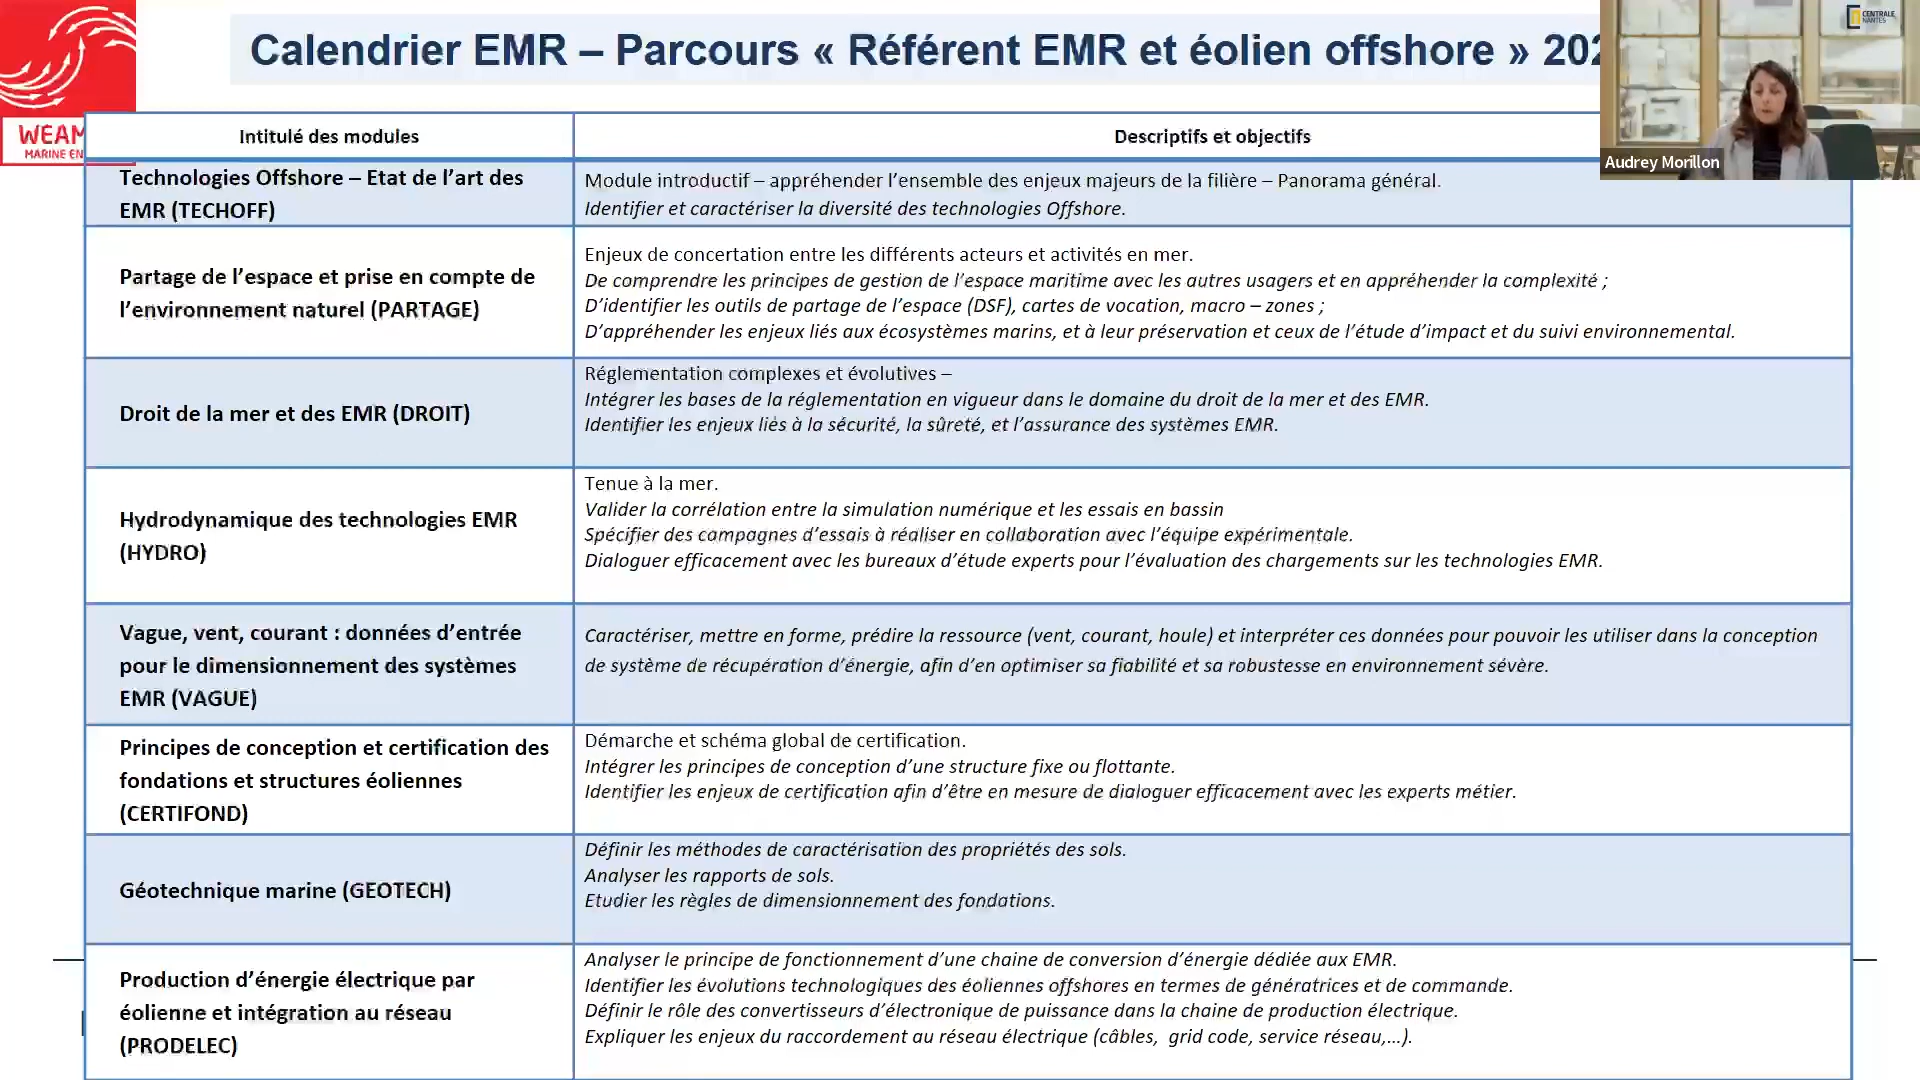 Calendrier EMR – Parcours « Référent EMR et éolien offshore »
CENTRALE
NANTES
WEAM
MARINE EN
Audrey Morillon
Intitulé des modules
Descriptifs et objectifs
Technologies Offshore – Etat de l’art des
EMR (TECHOFF)
Module introductif – appréhender l’ensemble des enjeux majeurs de la filière – Panorama général.
Identifier et caractériser la diversité des technologies Offshore.
Partage de l’espace et prise en compte de
l’environnement naturel (PARTAGE)
Enjeux de concertation entre les différents acteurs et activités en mer.
De comprendre les principes de gestion de l’espace maritime avec les autres usagers et en appréhender la complexité ;
D’identifier les outils de partage de l’espace (DSF), cartes de vocation, macro – zones ;
D’appréhender les enjeux liés aux écosystèmes marins, et à leur préservation et ceux de l’étude d’impact et du suivi environnemental.
Droit de la mer et des EMR (DROIT)
Réglementation complexes et évolutives –
Intégrer les bases de la réglementation en vigueur dans le domaine du droit de la mer et des EMR.
Identifier les enjeux liés à la sécurité, la sûreté, et l’assurance des systèmes EMR.
Hydrodynamique des technologies EMR
(HYDRO)
Tenue à la mer.
Valider la corrélation entre la simulation numérique et les essais en bassin
Spécifier des campagnes d’essais à réaliser en collaboration avec l’équipe expérimentale.
Dialoguer efficacement avec les bureaux d’étude experts pour l’évaluation des chargements sur les technologies EMR.
Vague, vent, courant : données d’entrée
pour le dimensionnement des systèmes
EMR (VAGUE)
Caractériser, mettre en forme, prédire la ressource (vent, courant, houle) et interpréter ces données pour pouvoir les utiliser dans la conception
de système de récupération d’énergie, afin d’en optimiser sa fiabilité et sa robustesse en environnement sévère.
Principes de conception et certification des
fondations et structures éoliennes
(CERTIFOND)
Démarche et schéma global de certification.
Intégrer les principes de conception d’une structure fixe ou flottante.
Identifier les enjeux de certification afin d’être en mesure de dialoguer efficacement avec les experts métier.
Géotechnique marine (GEOTECH)
Définir les méthodes de caractérisation des propriétés des sols.
Analyser les rapports de sols.
Etudier les règles de dimensionnement des fondations.
Production d’énergie électrique par
éolienne et intégration au réseau
(PRODELEC)
Analyser le principe de fonctionnement d’une chaine de conversion d’énergie dédiée aux EMR.
Identifier les évolutions technologiques des éoliennes offshores en termes de génératrices et de commande.
Définir le rôle des convertisseurs d’électronique de puissance dans la chaine de production électrique.
Expliquer les enjeux du raccordement au réseau électrique (câbles, grid code, service réseau,...).